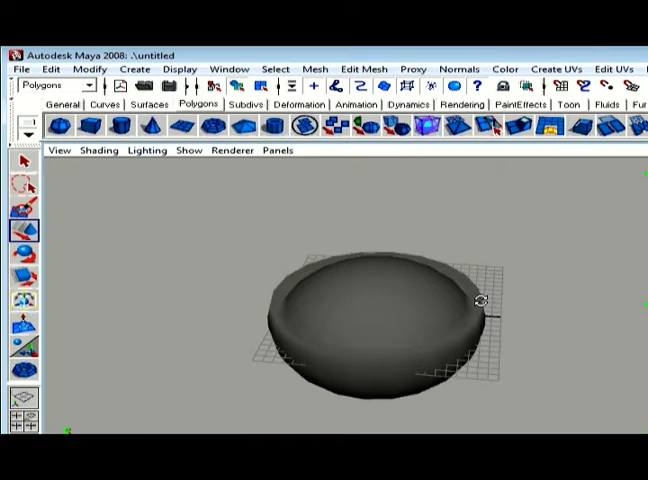 Autodesk Maya 2008: .\untitled
File Edit Modify Create Display Window Select Mesh Edit Mesh Proxy Normals Color Create UVs Edit UVs
Polygons
General Curves Surfaces Polygons Subdivs Deformation Animation Dynamics Rendering PaintEffects Toon Fluids Fur
View Shading Lighting Show Renderer Panels